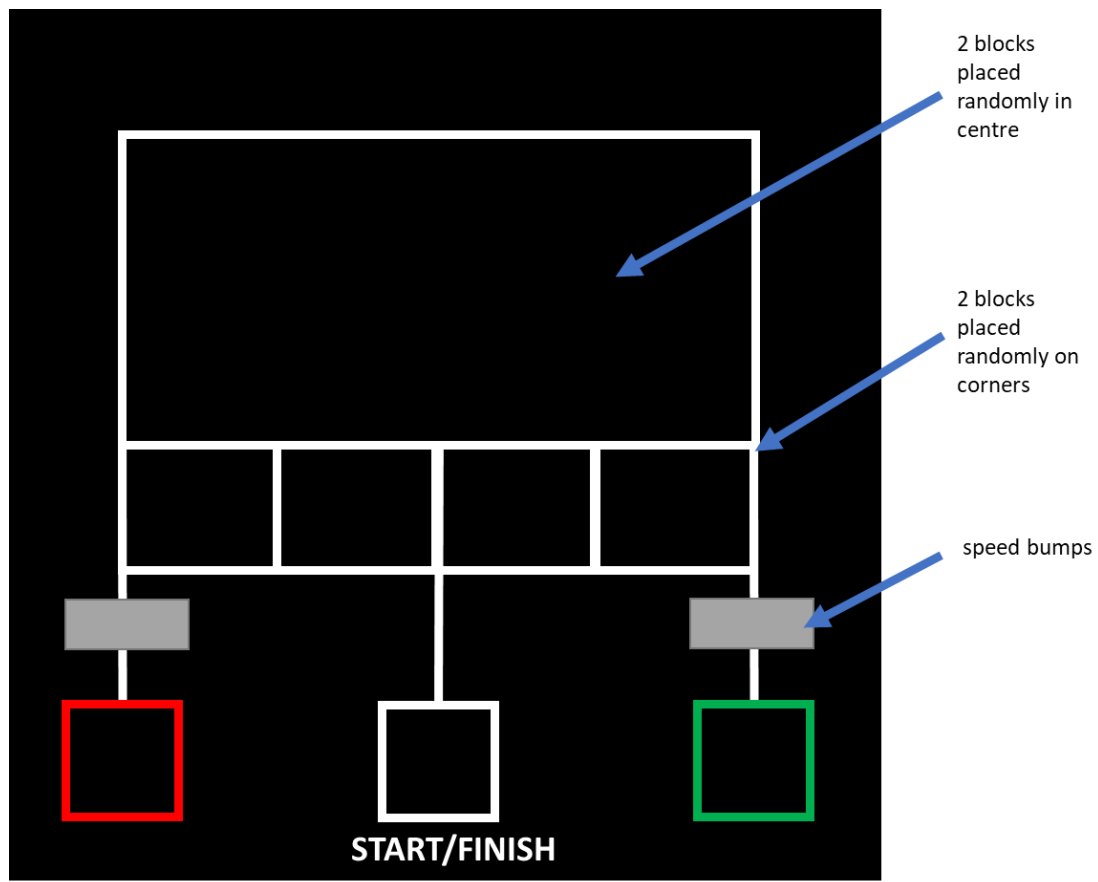 2 blocks
placed
randomly in
centre
2 blocks
placed
randomly on
corners
speed bumps
START/FINISH